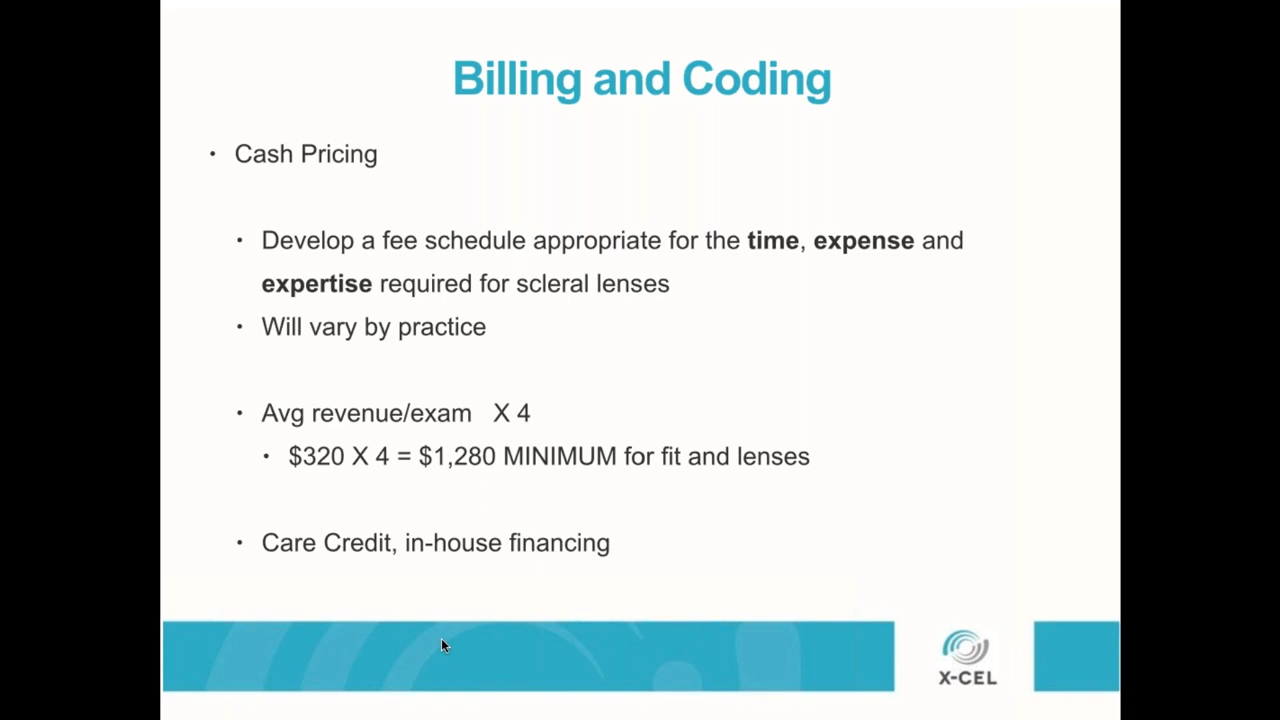 Billing and Coding
• Cash Pricing
• Develop a fee schedule appropriate for the time, expense and
expertise required for scleral lenses
• Will vary by practice
• Avg revenue/exam X 4
• $320 X 4 = $1,280 MINIMUM for fit and lenses
• Care Credit, in-house financing
X-CEL